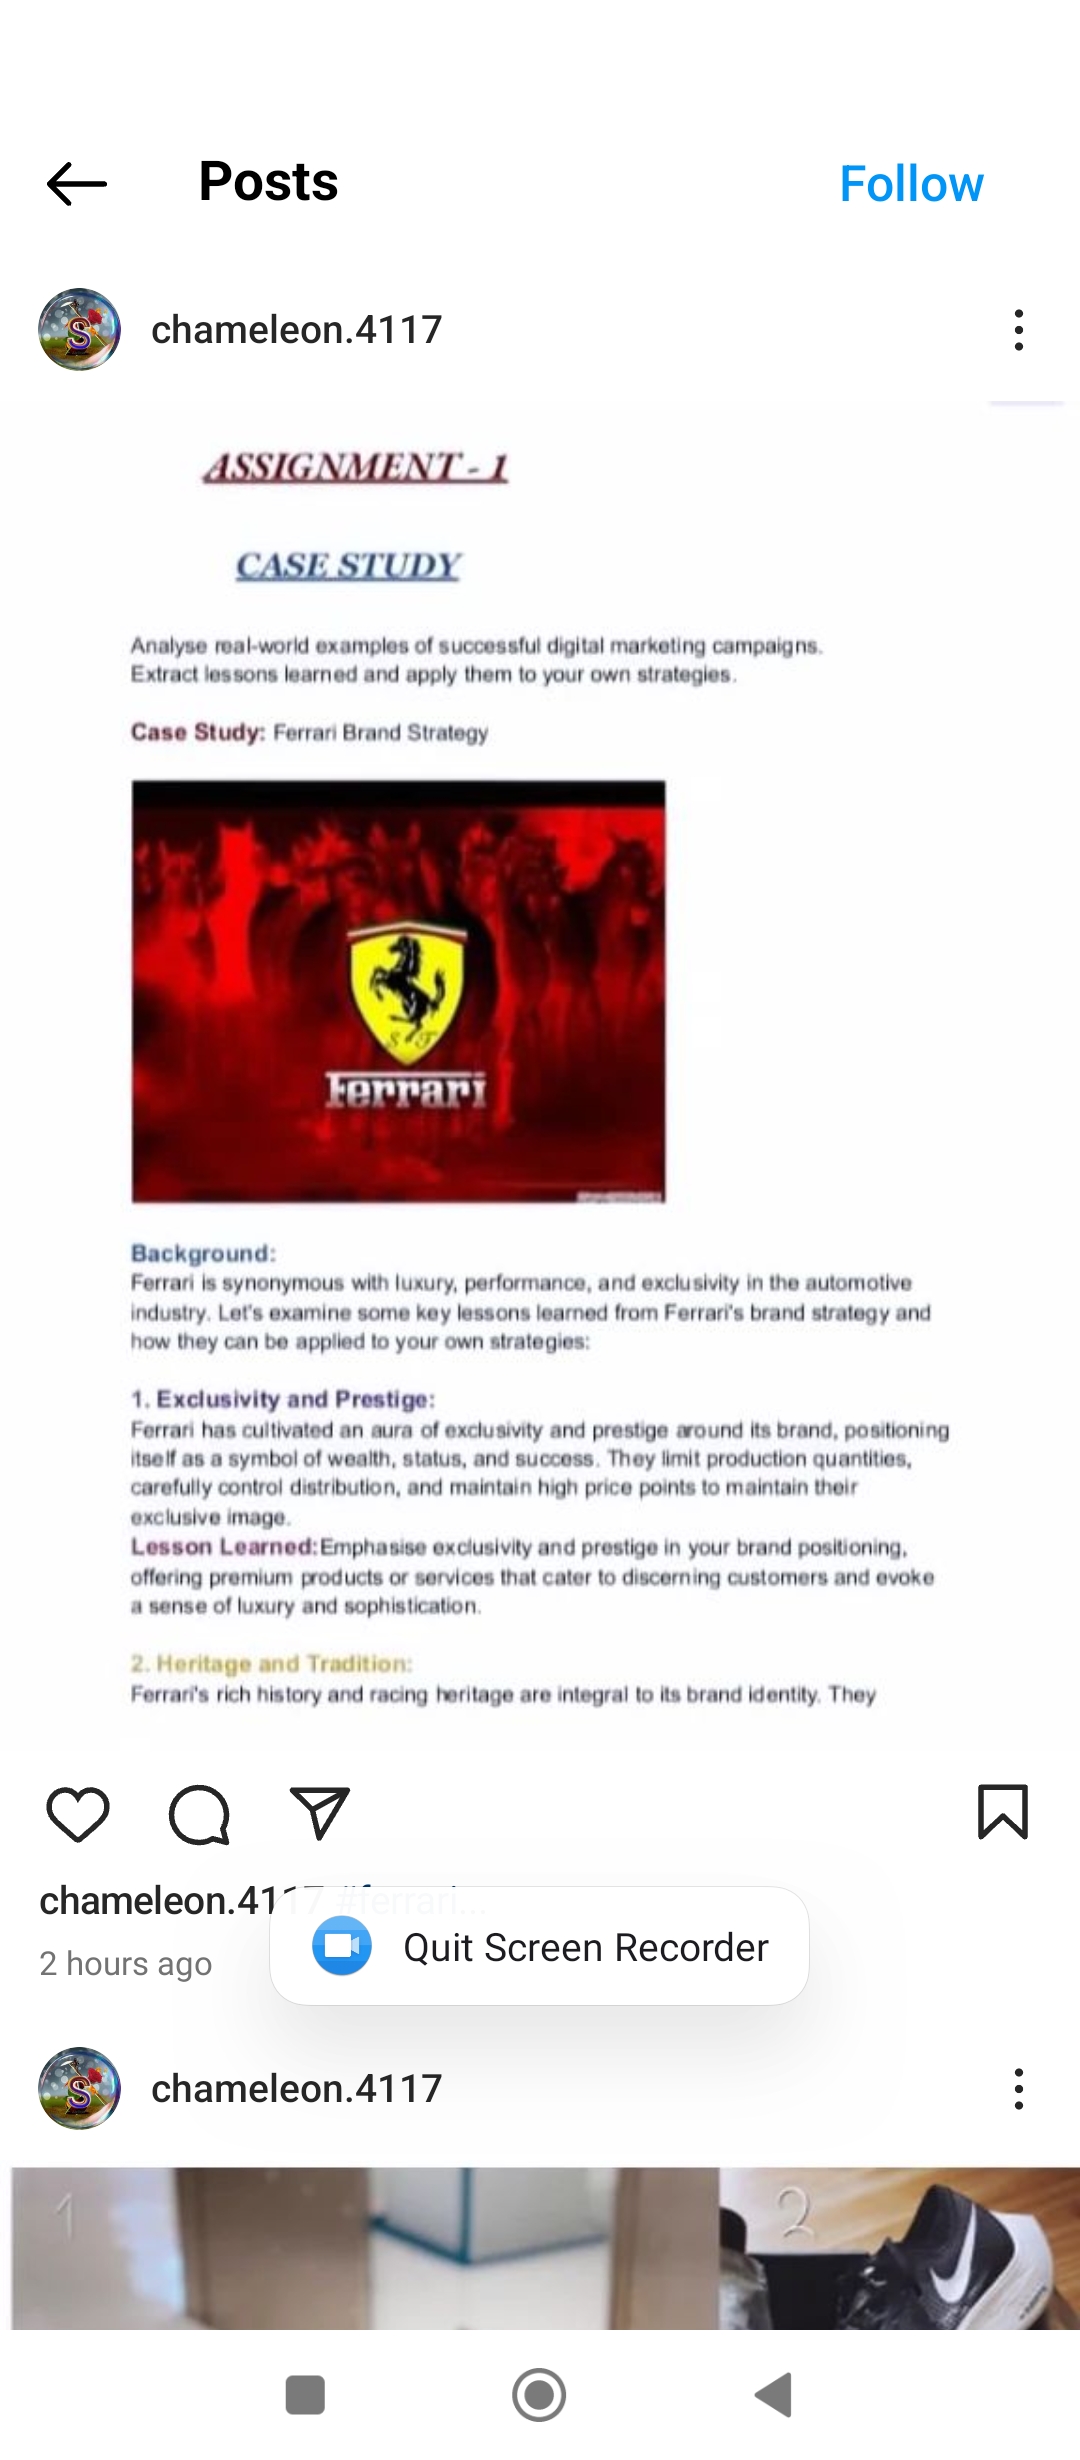 Posts
Follow
chameleon.4117
ASSIGNMENT - 1
CASE STUDY
Analyse real-world examples of successful digital marketing campaigns.
Extract lessons learned and apply them to your own strategies.
Case Study: Ferrari Brand Strategy
S F
Ferrari
Background:
Ferrari is synonymous with luxury, performance, and exclusivity in the automotive
industry. Let's examine some key lessons learned from Ferrari's brand strategy and
how they can be applied to your own strategies:
1. Exclusivity and Prestige:
Ferrari has cultivated an aura of exclusivity and prestige around its brand, positioning
itself as a symbol of wealth, status, and success. They limit production quantities,
carefully control distribution, and maintain high price points to maintain their
exclusive image.
Lesson Learned:Emphasise exclusivity and prestige in your brand positioning,
offering premium products or services that cater to discerning customers and evoke
a sense of luxury and sophistication.
2. Heritage and Tradition:
Ferrari's rich history and racing heritage are integral to its brand identity. They
chameleon.4117 #ferrari...
2 hours ago
Quit Screen Recorder
S
chameleon.4117
1
2